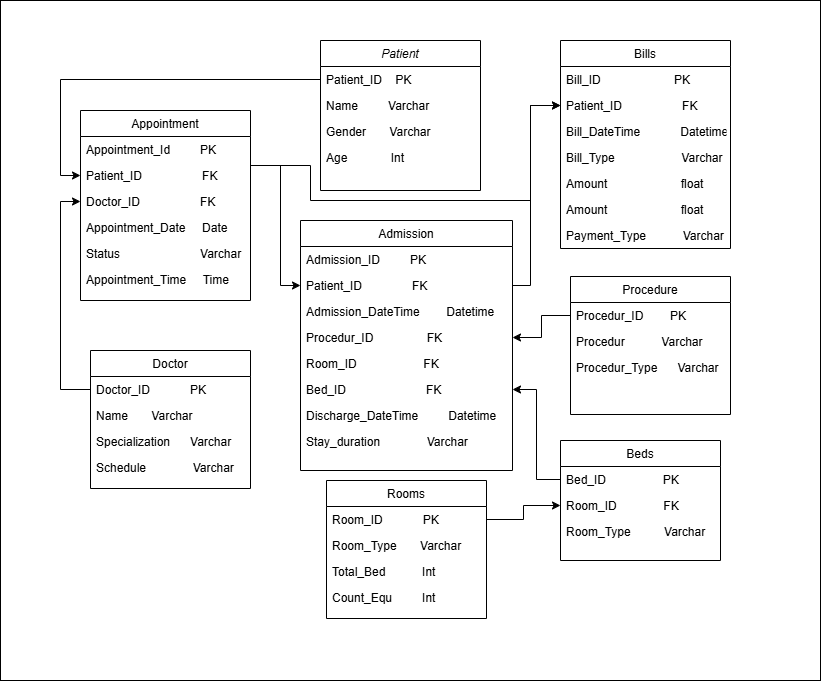 Patient
Patient_ID PK
Name Varchar
Gender Varchar
Age Int
Bills
Bill_ID PK
Patient_ID FK
Bill_DateTime Datetime
Bill_Type Varchar
Amount float
Amount float
Payment_Type Varchar
Appointment
Appointment_Id PK
Patient_ID FK
Doctor_ID FK
Appointment_Date Date
Status Varchar
Appointment_Time Time
Admission
Admission_ID PK
Patient_ID FK
Admission_DateTime Datetime
Procedur_ID FK
Room_ID FK
Bed_ID FK
Discharge_DateTime Datetime
Stay_duration Varchar
Procedure
Procedur_ID PK
Procedur Varchar
Procedur_Type Varchar
Doctor
Doctor_ID PK
Name Varchar
Specialization Varchar
Schedule Varchar
Beds
Bed_ID PK
Room_ID FK
Room_Type Varchar
Rooms
Room_ID PK
Room_Type Varchar
Total_Bed Int
Count_Equ Int